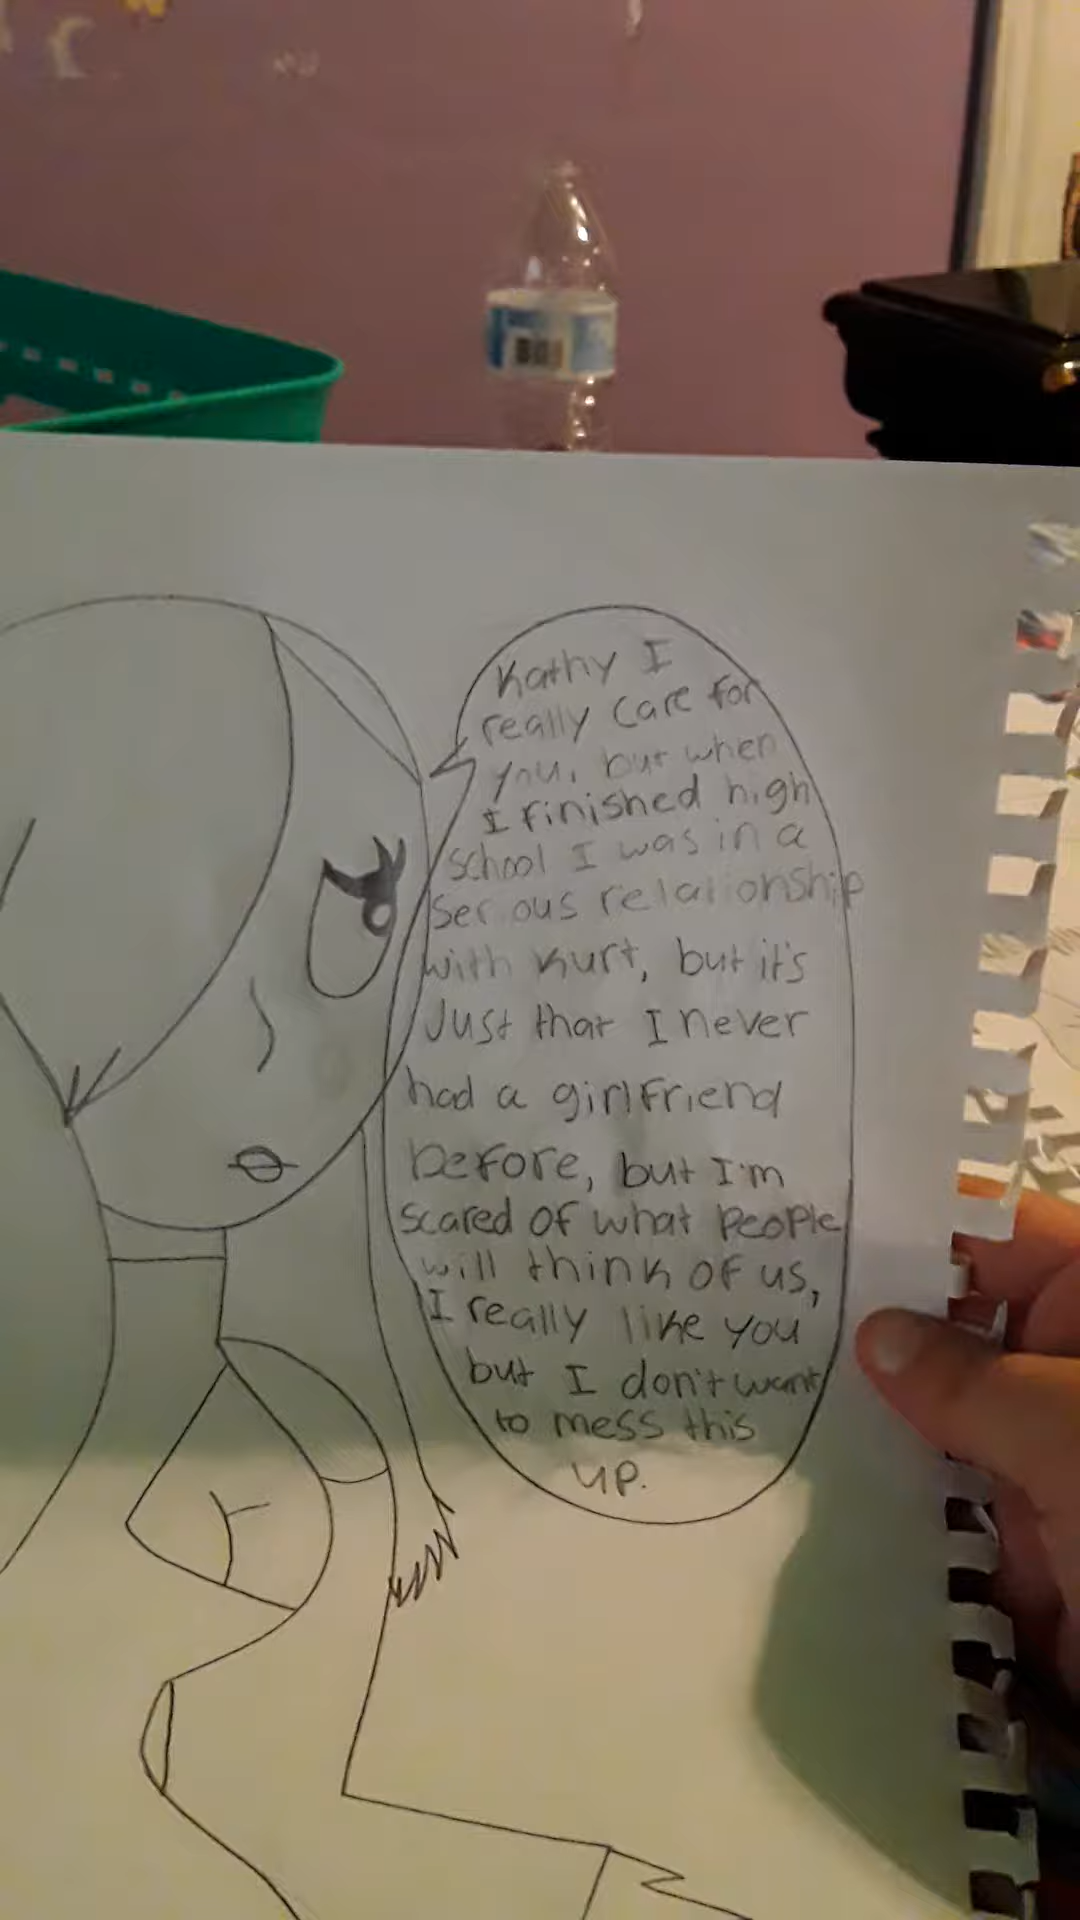 Kathy I
really care for
you, but when
I finished high
school I was in a
serious relationship
with Kurt, but it's
Just that I never
had a girlfriend
before, but I'm
scared of what people
will think of us,
I really like you
but I don't want
to mess this
up.